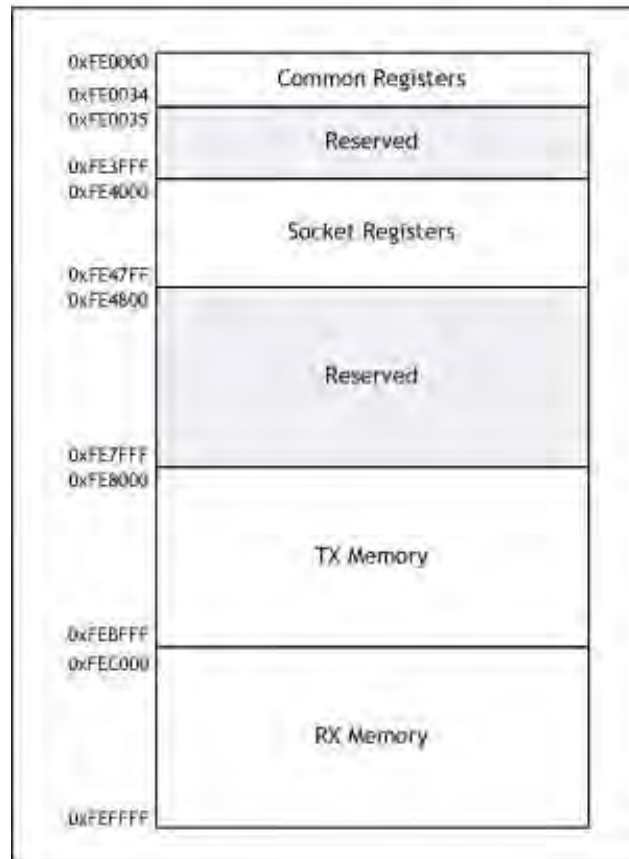 0xFE0000
Common Registers
0xFE0034
0xFE0035
Reserved
0xFE3FFF
0xFE4000
Socket Registers
0xFE47FF
0xFE4800
Reserved
0xFE7FFF
0xFE8000
TX Memory
0xFEBFFF
0xFEC000
RX Memory
0xFEFFFF